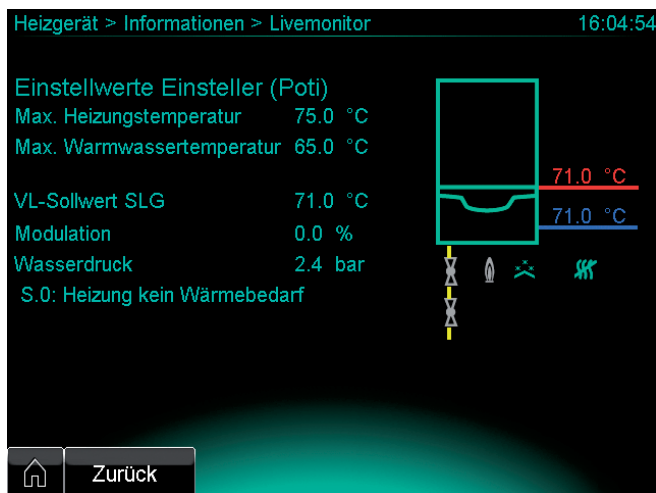 Heizgerät > Informationen > Livemonitor 16:04:54
Einstellwerte Einsteller (Poti)
Max. Heizungstemperatur 75.0 °C
Max. Warmwassertemperatur 65.0 °C
71.0 °C
VL-Sollwert SLG 71.0 °C
71.0 °C
Modulation 0.0 %
Wasserdruck 2.4 bar
S.0: Heizung kein Wärmebedarf
Zurück